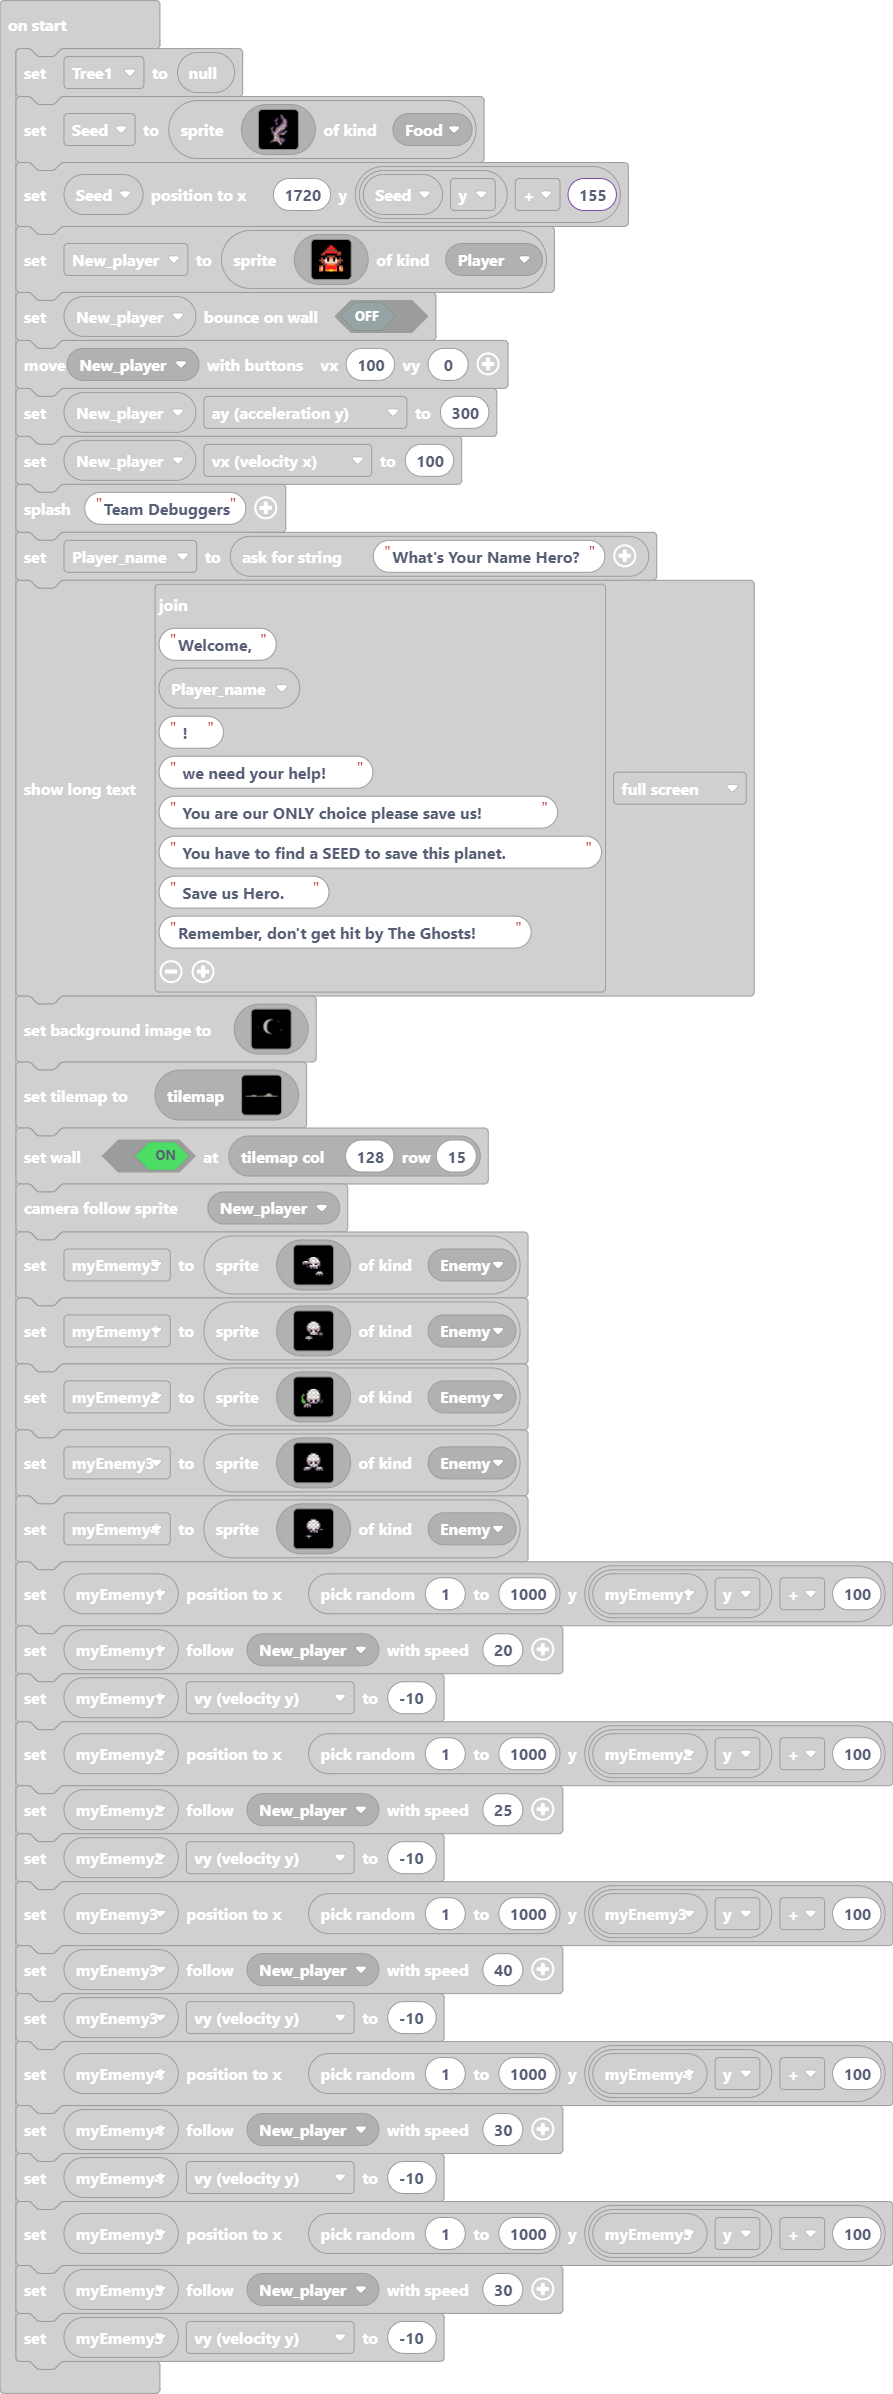 on start
set Tree1 to null
set Seed to sprite of kind Food
set Seed position to x 1720 y Seed y + 155
set New_player to sprite of kind Player
set New_player bounce on wall OFF
move New_player with buttons vx 100 vy 0
set New_player ay (acceleration y) to 300
set New_player vx (velocity x) to 100
splash "Team Debuggers"
set Player_name to ask for string "What's Your Name Hero? "
join
"Welcome, "
Player_name
" ! "
" we need your help! "
show long text " You are our ONLY choice please save us! " full screen
" You have to find a SEED to save this planet. "
" Save us Hero. "
"Remember, don't get hit by The Ghosts! "
set background image to
set tilemap to tilemap
set wall ON at tilemap col 128 row 15
camera follow sprite New_player
set myEmemy5 to sprite of kind Enemy
set myEmemy1 to sprite of kind Enemy
set myEmemy2 to sprite of kind Enemy
set myEnemy3 to sprite of kind Enemy
set myEmemy4 to sprite of kind Enemy
set myEmemy1 position to x pick random 1 to 1000 y myEmemy1 y + 100
set myEmemy1 follow New_player with speed 20
set myEmemy1 vy (velocity y) to -10
set myEmemy2 position to x pick random 1 to 1000 y myEmemy2 y + 100
set myEmemy2 follow New_player with speed 25
set myEmemy2 vy (velocity y) to -10
set myEnemy3 position to x pick random 1 to 1000 y myEnemy3 y + 100
set myEnemy3 follow New_player with speed 40
set myEnemy3 vy (velocity y) to -10
set myEmemy4 position to x pick random 1 to 1000 y myEmemy4 y + 100
set myEmemy4 follow New_player with speed 30
set myEmemy4 vy (velocity y) to -10
set myEmemy5 position to x pick random 1 to 1000 y myEmemy5 y + 100
set myEmemy5 follow New_player with speed 30
set myEmemy5 vy (velocity y) to -10